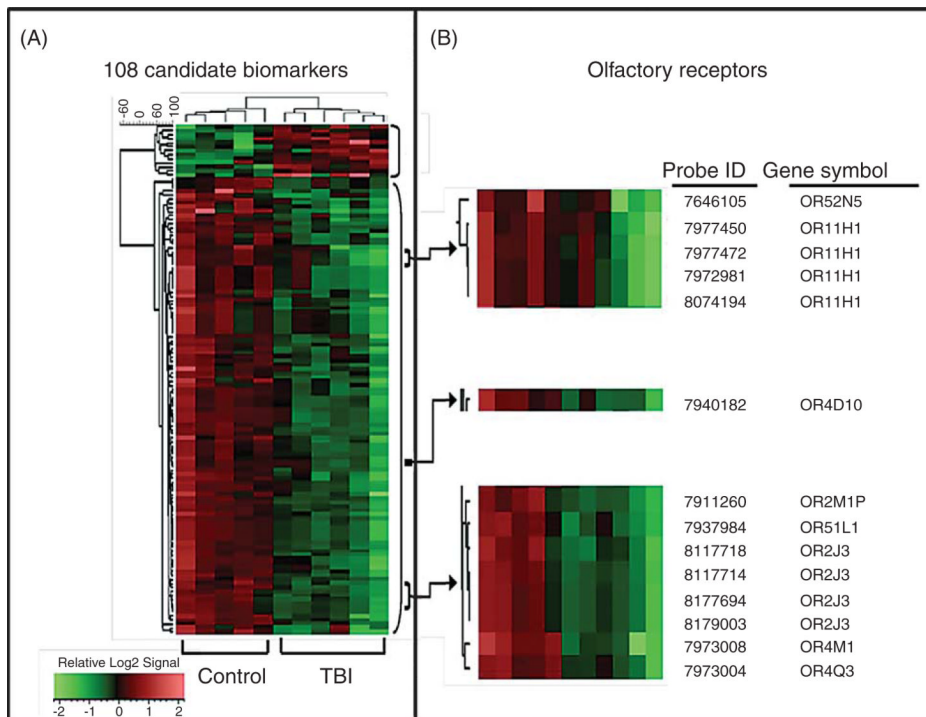 (A)
108 candidate biomarkers
-60
0
60
100
Relative Log2 Signal
-2 -1 0 1 2
Control TBI
(B)
Olfactory receptors
Probe ID Gene symbol
7646105 OR52N5
7977450 OR11H1
7977472 OR11H1
7972981 OR11H1
8074194 OR11H1
7940182 OR4D10
7911260 OR2M1P
7937984 OR51L1
8117718 OR2J3
8117714 OR2J3
8177694 OR2J3
8179003 OR2J3
7973008 OR4M1
7973004 OR4Q3